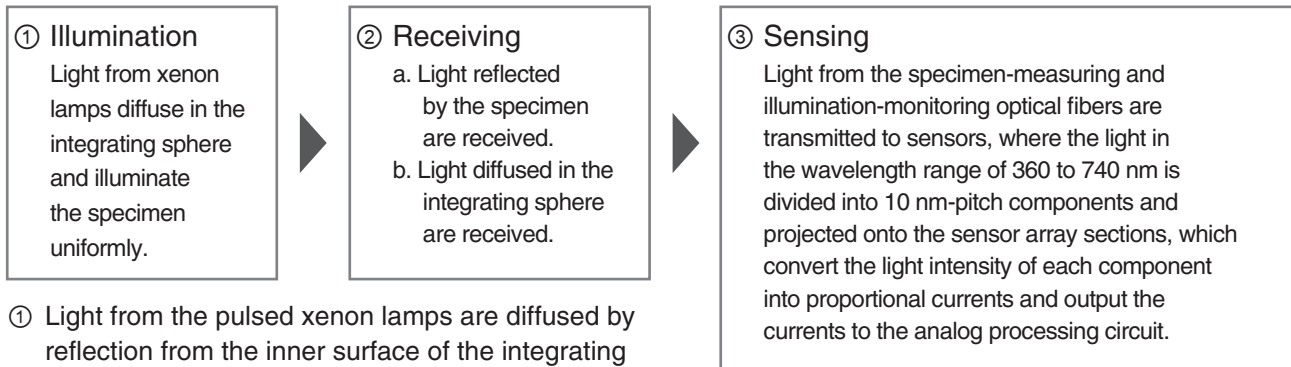 ① Illumination
Light from xenon
lamps diffuse in the
integrating sphere
and illuminate
the specimen
uniformly.
② Receiving
a. Light reflected
by the specimen
are received.
b. Light diffused in the
integrating sphere
are received.
③ Sensing
Light from the specimen-measuring and
illumination-monitoring optical fibers are
transmitted to sensors, where the light in
the wavelength range of 360 to 740 nm is
divided into 10 nm-pitch components and
projected onto the sensor array sections, which
convert the light intensity of each component
into proportional currents and output the
currents to the analog processing circuit.
① Light from the pulsed xenon lamps are diffused by
reflection from the inner surface of the integrating